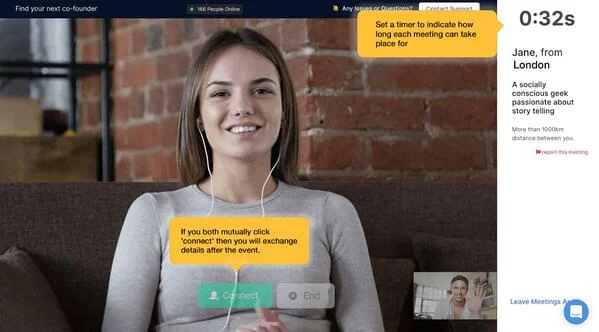 Find your next co-founder
166 People Online
Any Issues or Questions?
Contact Support
Set a timer to indicate how
long each meeting can take
place for
0:32s
Jane, from
London
A socially
conscious geek
passionate about
story telling
More than 1000km
distance between you.
report this meeting
If you both mutually click
'connect' then you will exchange
details after the event.
Connect
End
Leave Meetings